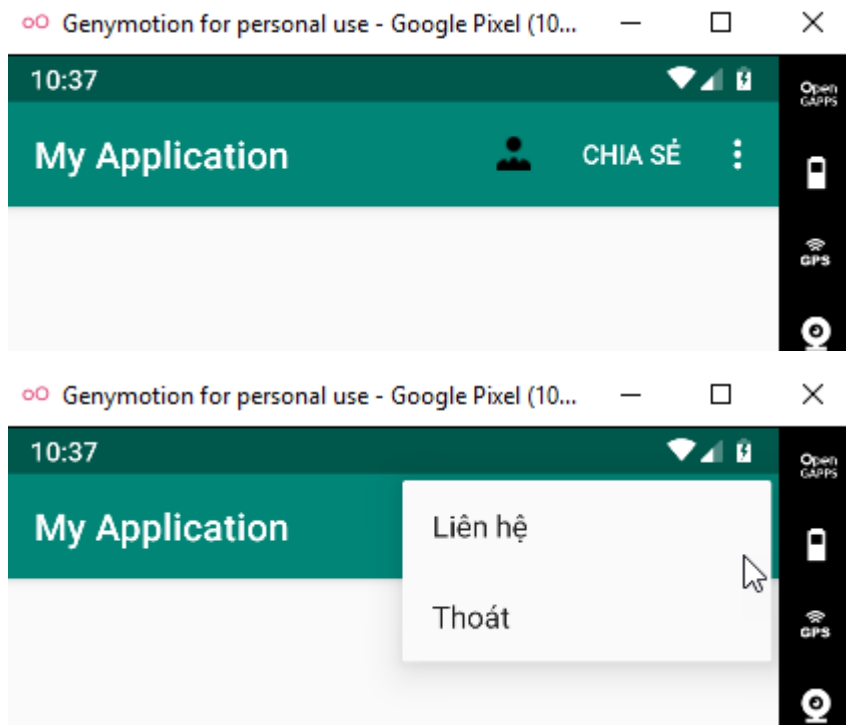 Genymotion for personal use - Google Pixel (10...
10:37
Open
GAPPS
My Application
CHIA SẺ
GPS
Genymotion for personal use - Google Pixel (10...
10:37
Open
GAPPS
My Application
Liên hệ
Thoát
GPS